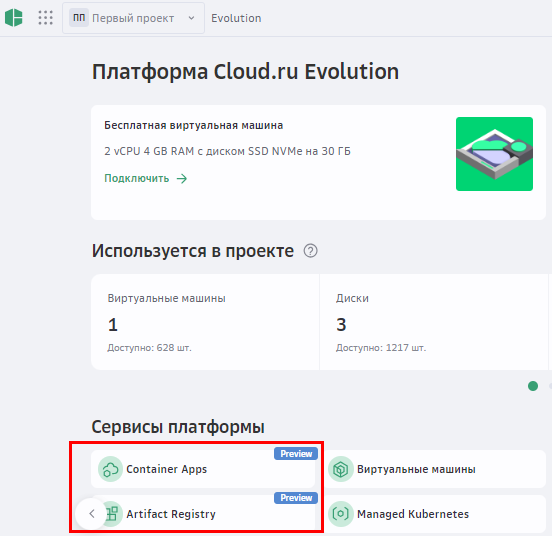 ПП Первый проект Evolution
Платформа Cloud.ru Evolution
Бесплатная виртуальная машина
2 vCPU 4 GB RAM с диском SSD NVMe на 30 ГБ
Подключить →
Используется в проекте ?
Виртуальные машины
1
Доступно: 628 шт.
Диски
3
Доступно: 1217 шт.
Сервисы платформы
Preview
Container Apps
Виртуальные машины
Preview
Artifact Registry
Managed Kubernetes